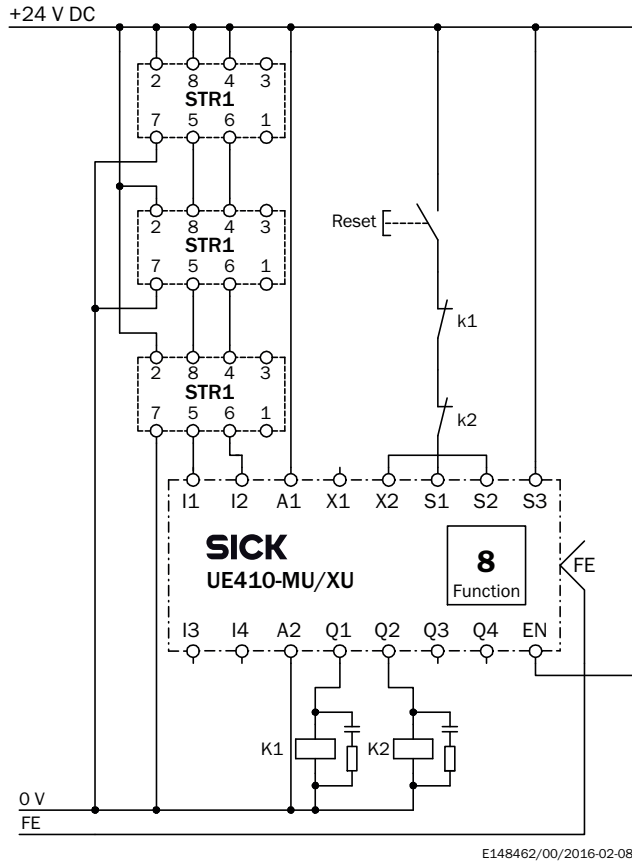 +24 V DC
2 8 4 3
STR1
7 5 6 1
2 8 4 3
STR1
7 5 6 1
2 8 4 3
STR1
7 5 6 1
Reset
k1
k2
I1 I2 A1 X1 X2 S1 S2 S3
SICK
UE410-MU/XU
8
Function
FE
I3 I4 A2 Q1 Q2 Q3 Q4 EN
K1 K2
0 V
FE
E148462/00/2016-02-08